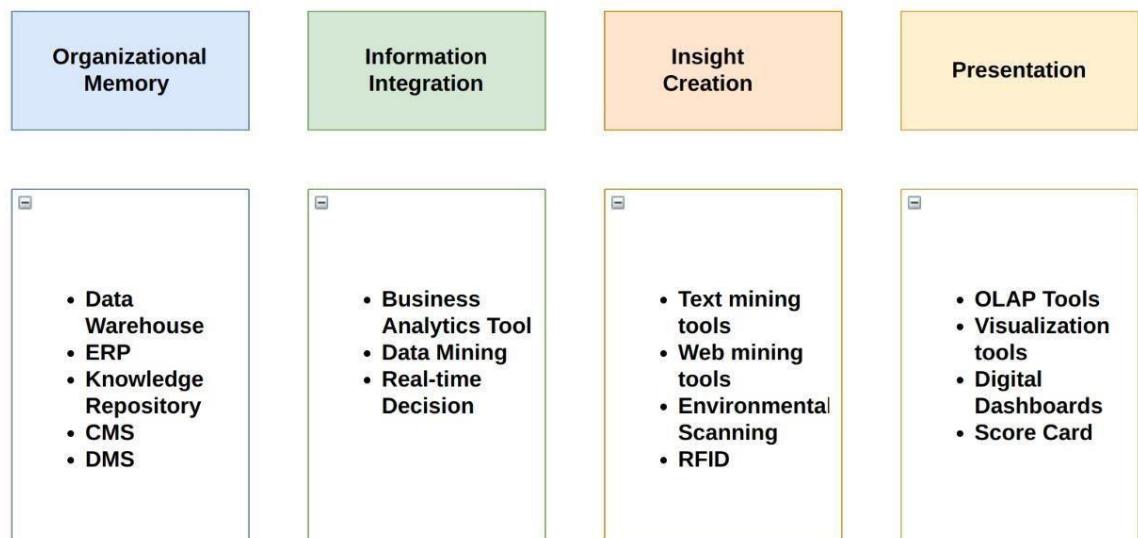 Organizational
Memory
Information
Integration
Insight
Creation
Presentation
• Data
Warehouse
• ERP
• Knowledge
Repository
• CMS
• DMS
• Business
Analytics Tool
• Data Mining
• Real-time
Decision
• Text mining
tools
• Web mining
tools
• Environmental
Scanning
• RFID
• OLAP Tools
• Visualization
tools
• Digital
Dashboards
• Score Card